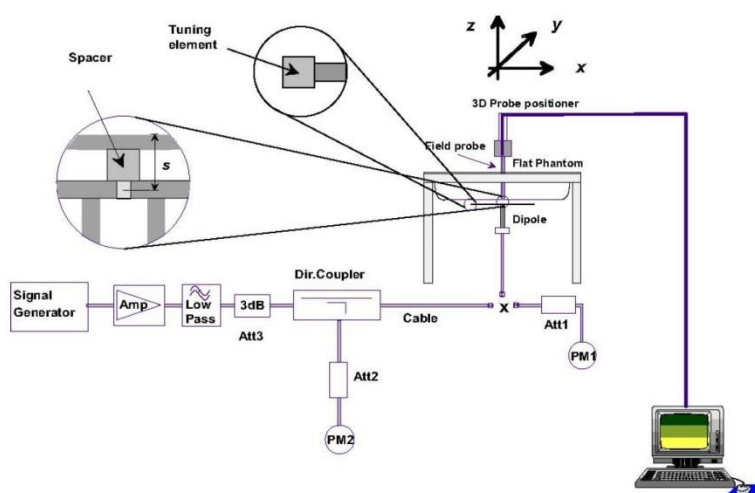 Tuning
element
Spacer
s
z
y
x
3D Probe positioner
Field probe
Flat Phantom
Dipole
Dir.Coupler
Signal
Generator
Amp
Low
Pass
3dB
Att3
Cable
x
Att1
PM1
Att2
PM2